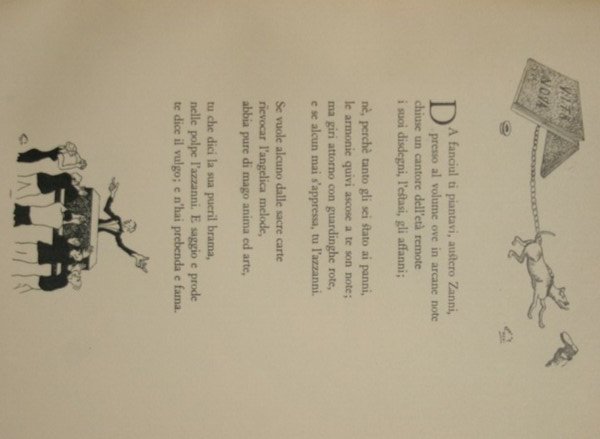 VITA
NOVA
DA fanciul ti piantavi, austero Zanni,
presso al volume ove in arcane note
chiuse un cantore dell'età remote
i suoi disdegni, l'estasi, gli affanni;
nè, perchè tanto gli sei stato ai panni,
le armonie quivi ascose a te son note;
ma giri attorno con guardinghe rote,
e se alcun mai s'appressa, tu l'azzanni.
Se vuole alcuno dalle sacre carte
rievocar l'angelica melode,
abbia pure di mago anima ed arte,
tu che dici la sua pueril brama,
nelle polpe l'azzanni. E saggio e prode
te dice il vulgo; e n'hai prebenda e fama.